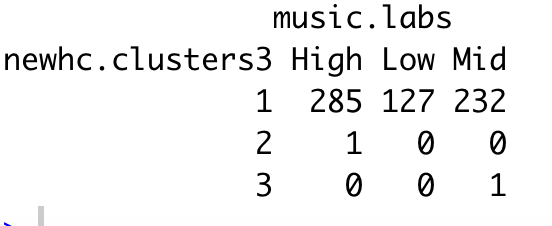 music.labs
newhc.clusters3 High Low Mid
1 285 127 232
2 1 0 0
3 0 0 1
>